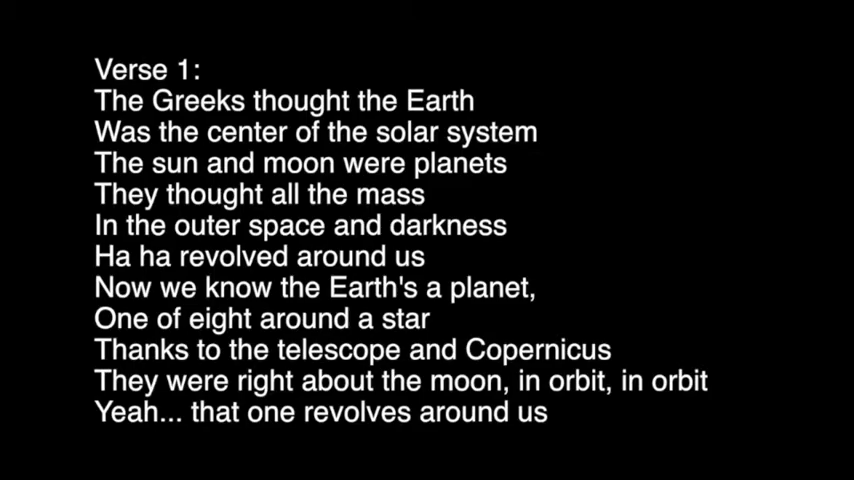 Verse 1:
The Greeks thought the Earth
Was the center of the solar system
The sun and moon were planets
They thought all the mass
In the outer space and darkness
Ha ha revolved around us
Now we know the Earth's a planet,
One of eight around a star
Thanks to the telescope and Copernicus
They were right about the moon, in orbit, in orbit
Yeah... that one revolves around us